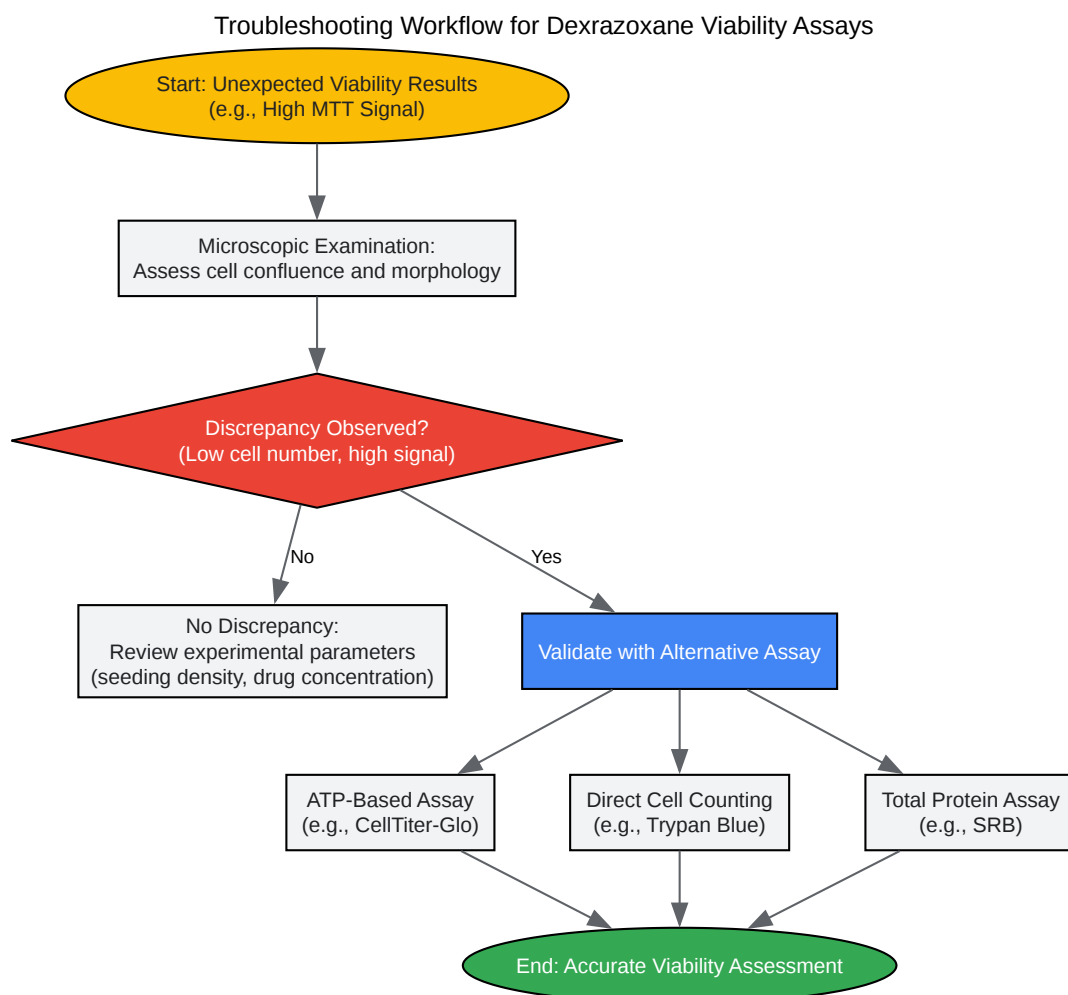 Troubleshooting Workflow for Dexrazoxane Viability Assays
Start: Unexpected Viability Results
(e.g., High MTT Signal)
Microscopic Examination:
Assess cell confluence and morphology
Discrepancy Observed?
(Low cell number, high signal)
No
Yes
No Discrepancy:
Review experimental parameters
(seeding density, drug concentration)
Validate with Alternative Assay
ATP-Based Assay
(e.g., CellTiter-Glo)
Direct Cell Counting
(e.g., Trypan Blue)
Total Protein Assay
(e.g., SRB)
End: Accurate Viability Assessment